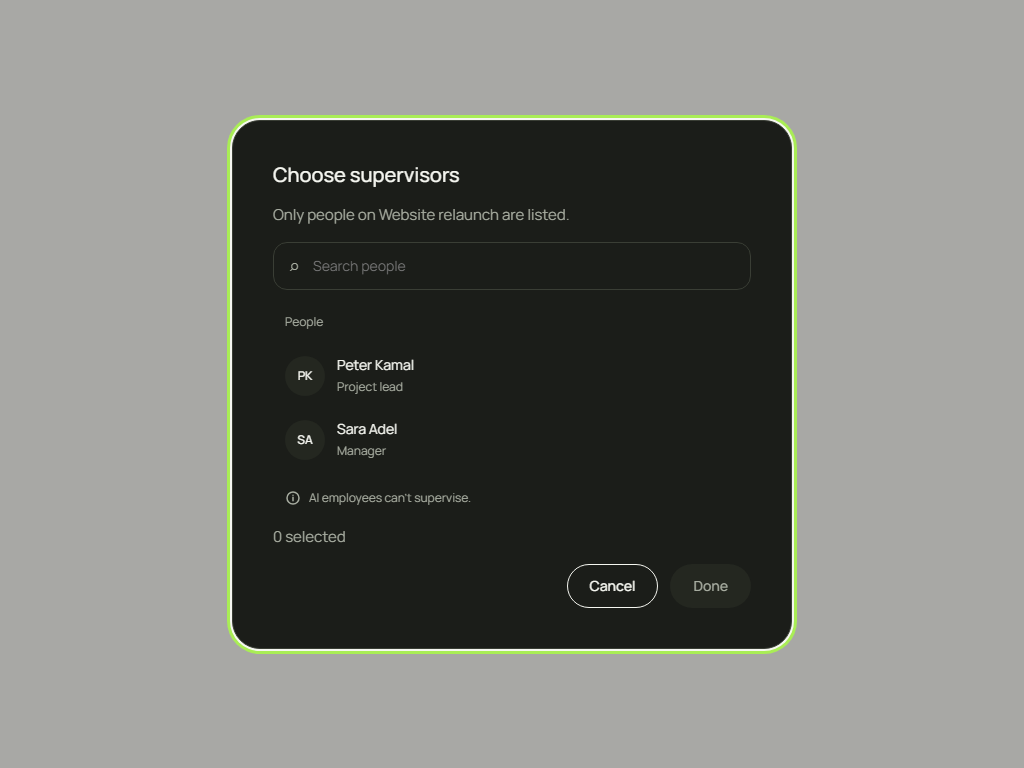 Choose supervisors
Only people on Website relaunch are listed.
Search people
People
PK
Peter Kamal
Project lead
SA
Sara Adel
Manager
AI employees can't supervise.
0 selected
Cancel
Done